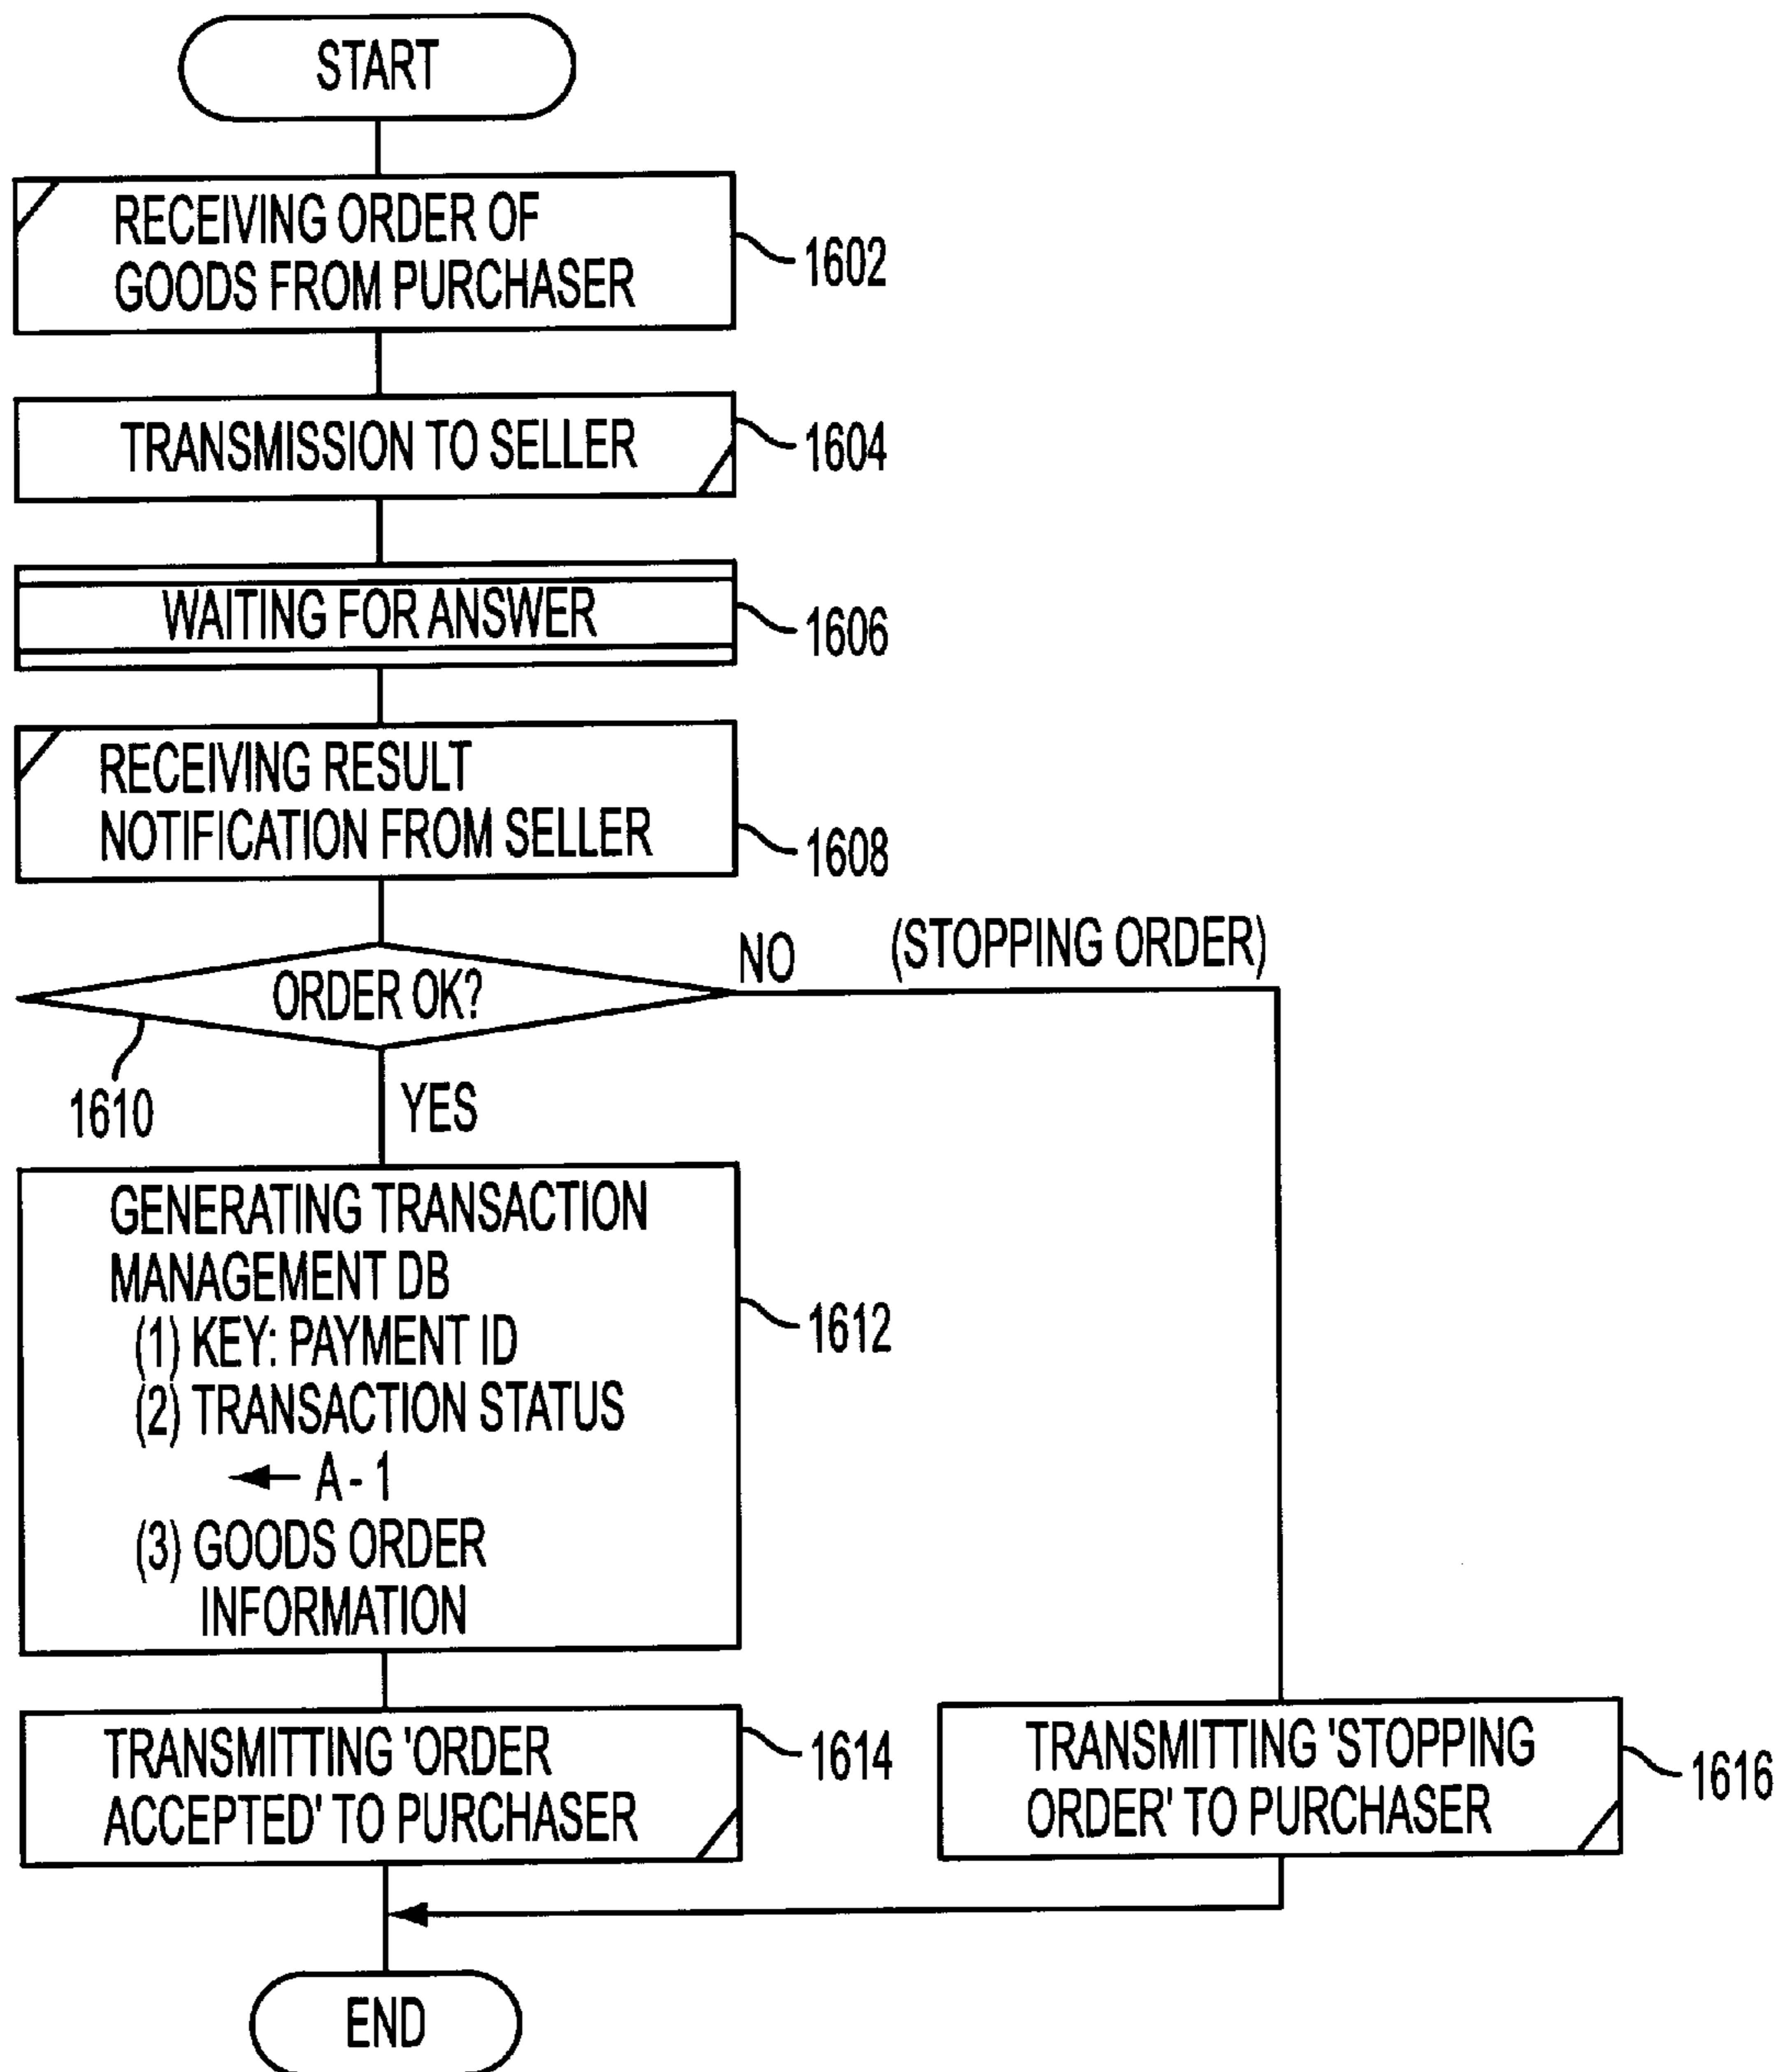 START
RECEIVING ORDER OF
GOODS FROM PURCHASER
1602
TRANSMISSION TO SELLER
1604
WAITING FOR ANSWER
1606
RECEIVING RESULT
NOTIFICATION FROM SELLER
1608
ORDER OK?
NO (STOPPING ORDER)
1610
YES
GENERATING TRANSACTION
MANAGEMENT DB
(1) KEY: PAYMENT ID
(2) TRANSACTION STATUS
← A - 1
(3) GOODS ORDER
INFORMATION
1612
TRANSMITTING 'ORDER
ACCEPTED' TO PURCHASER
1614
TRANSMITTING 'STOPPING
ORDER' TO PURCHASER
1616
END